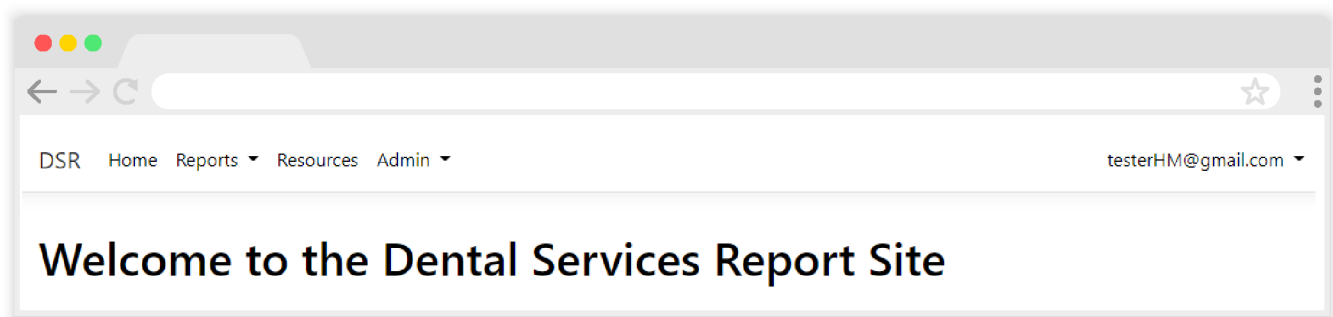 DSR Home Reports Resources Admin testerHM@gmail.com
Welcome to the Dental Services Report Site